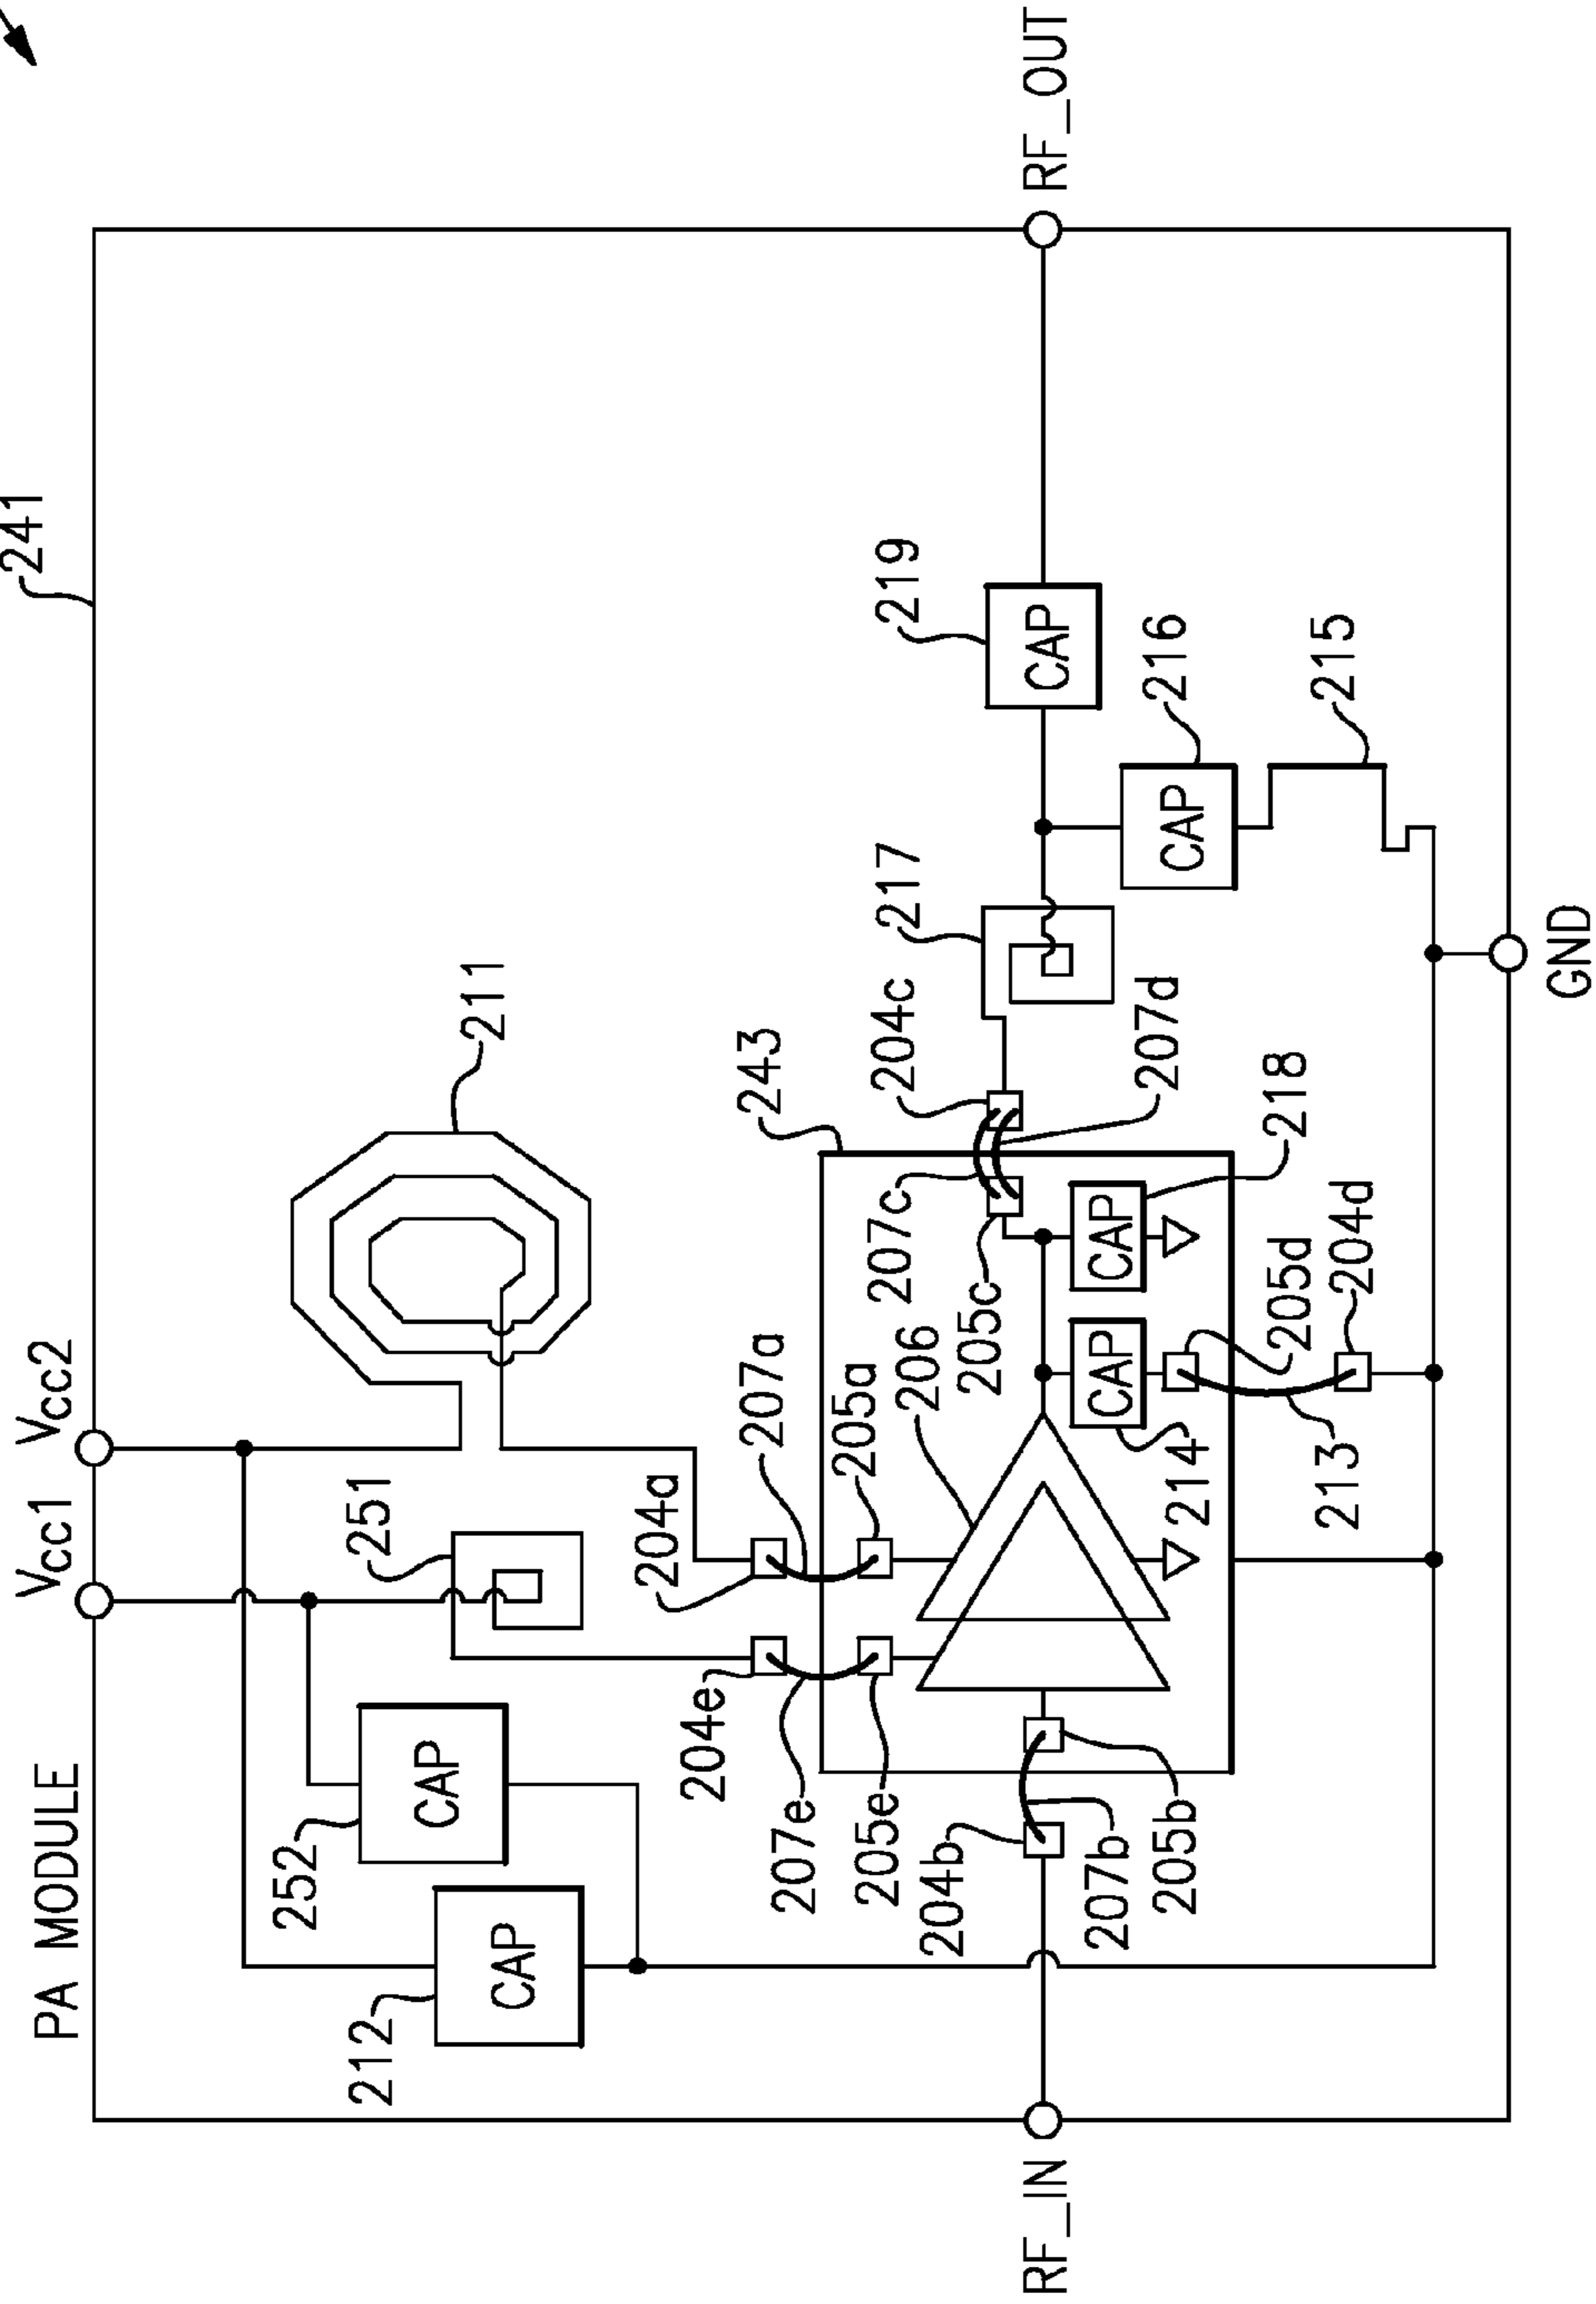 241
PA MODULE
Vcc1
Vcc2
251
211
252
CAP
212
CAP
204a
207a
204e
207e
205a
205e
243
206
204b
207b
205b
RF_IN
207c
205c
204c
207d
217
219
CAP
RF_OUT
CAP
218
CAP
214
205d
204d
213
CAP
216
215
GND